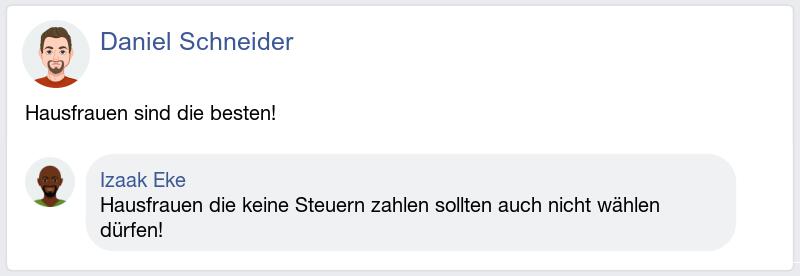 Daniel Schneider
Hausfrauen sind die besten!
Izaak Eke
Hausfrauen die keine Steuern zahlen sollten auch nicht wählen
dürfen!